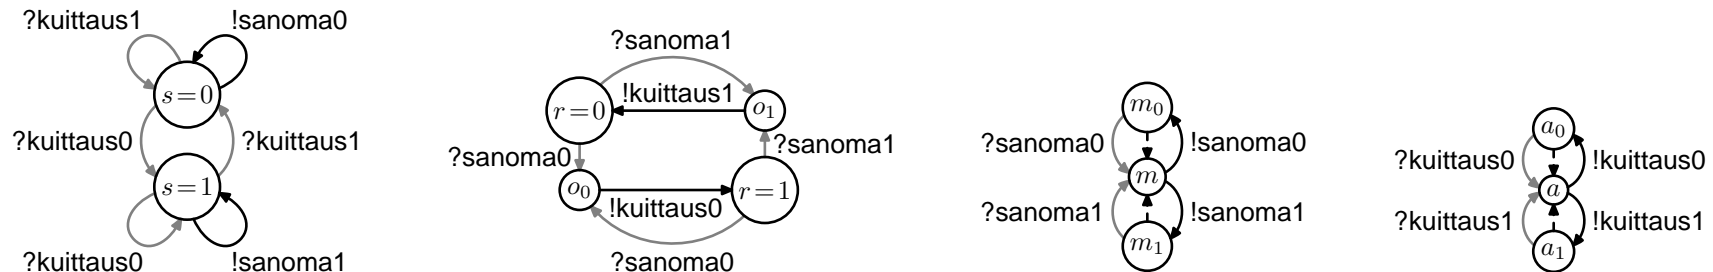 ?kuittaus1 !sanoma0
s=0
?kuittaus0 ?kuittaus1
s=1
?kuittaus0 !sanoma1
?sanoma1
r=0 !kuittaus1 o₁
?sanoma0 ?sanoma1
o₀ !kuittaus0 r=1
?sanoma0
m₀
?sanoma0 !sanoma0
m
?sanoma1 !sanoma1
m₁
a₀
?kuittaus0 !kuittaus0
a
?kuittaus1 !kuittaus1
a₁